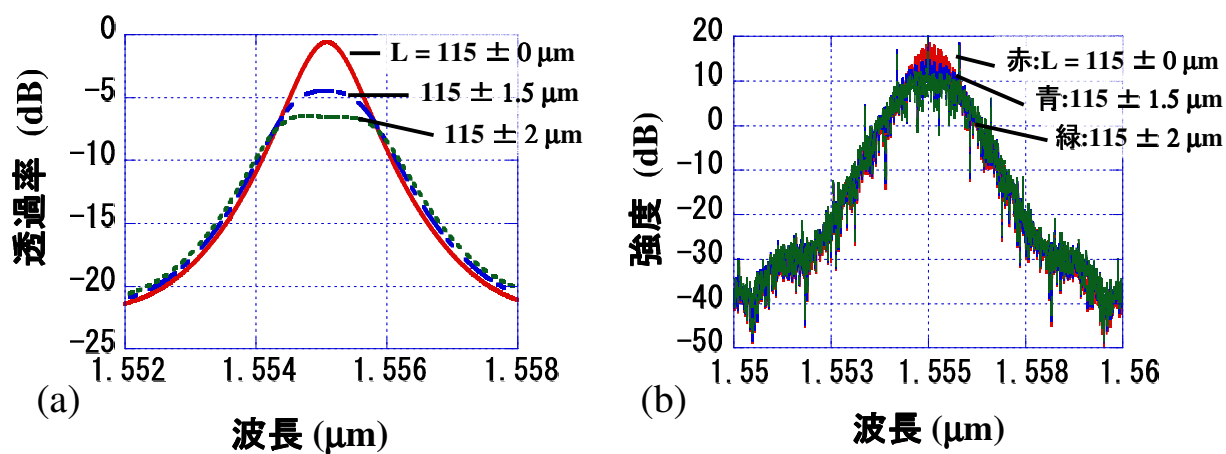 0
−5
−10
−15
−20
−25
透過率 (dB)
1.552
1.554
1.556
1.558
波長 (μm)
L = 115 ± 0 μm
115 ± 1.5 μm
115 ± 2 μm
(a)
20
10
0
−10
−20
−30
−40
−50
強度 (dB)
1.55
1.553
1.555
1.558
1.56
波長 (μm)
赤:L = 115 ± 0 μm
青:115 ± 1.5 μm
緑:115 ± 2 μm
(b)